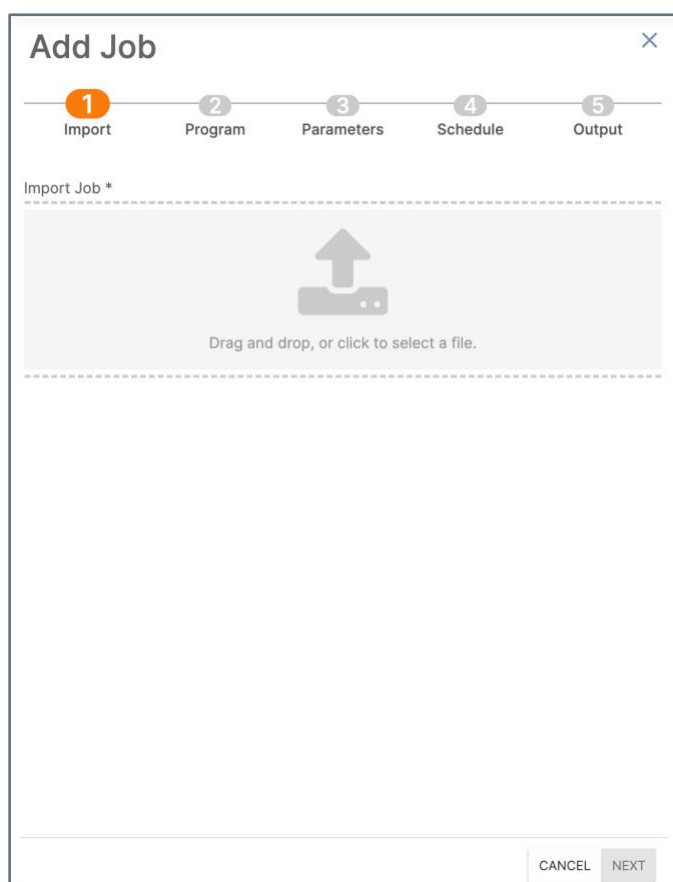 Add Job
1 2 3 4 5
Import Program Parameters Schedule Output
Import Job *
Drag and drop, or click to select a file.
CANCEL NEXT